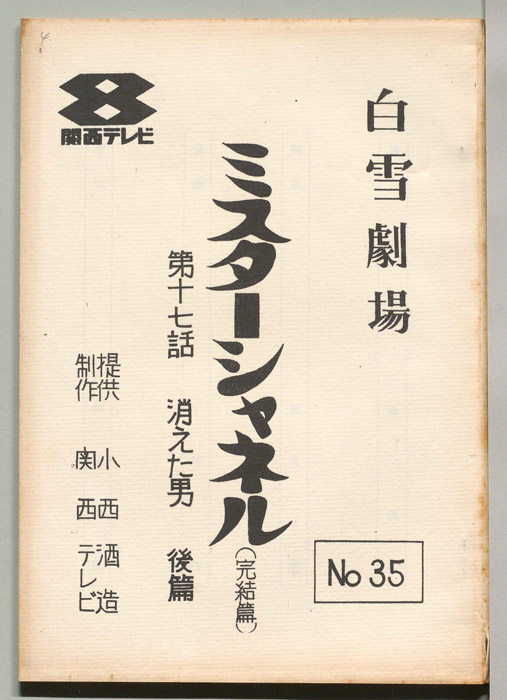 白雪劇場
ミスターシャネル
(完結篇)
第十七話 消えた男 後篇
提供 小西酒造
制作 関西テレビ
8
関西テレビ
No 35